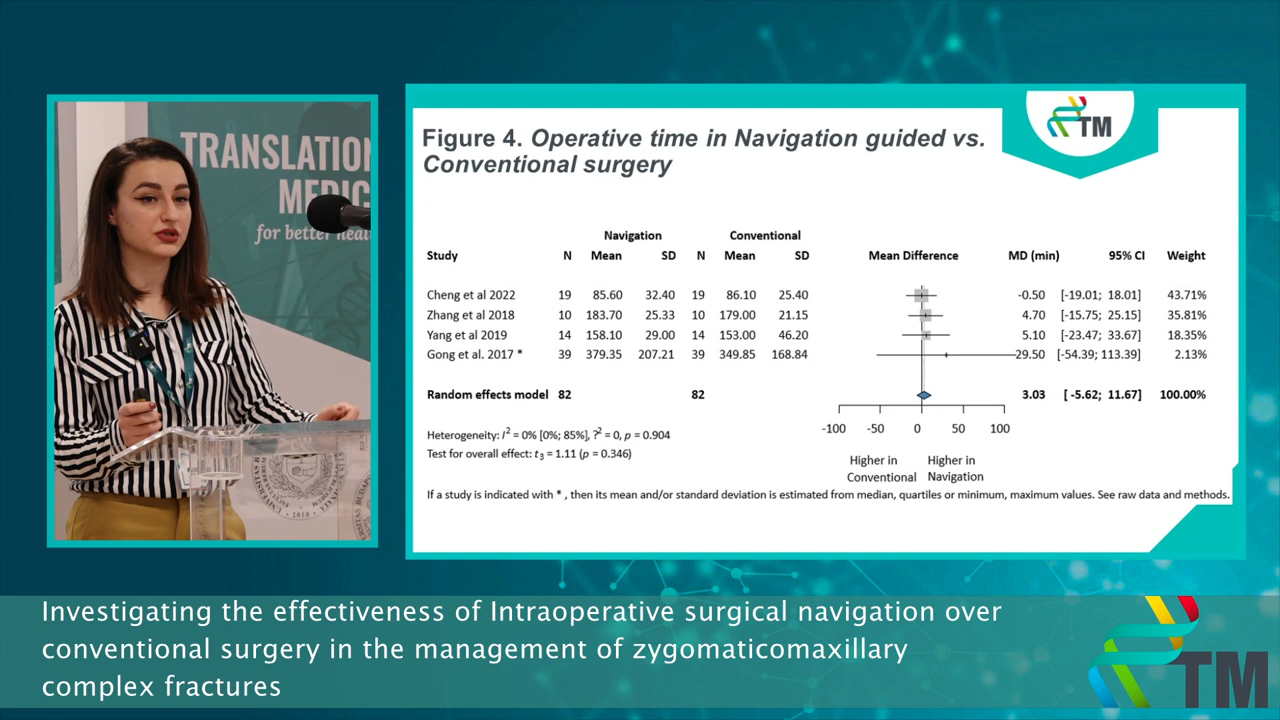 TRANSLATION
MEDIC
for better heal
TM
Figure 4. Operative time in Navigation guided vs.
Conventional surgery
Navigation Conventional
Study N Mean SD N Mean SD Mean Difference MD (min) 95% CI Weight
Cheng et al 2022 19 85.60 32.40 19 86.10 25.40 -0.50 [-19.01; 18.01] 43.71%
Zhang et al 2018 10 183.70 25.33 10 179.00 21.15 4.70 [-15.75; 25.15] 35.81%
Yang et al 2019 14 158.10 29.00 14 153.00 46.20 5.10 [-23.47; 33.67] 18.35%
Gong et al. 2017 * 39 379.35 207.21 39 349.85 168.84 29.50 [-54.39; 113.39] 2.13%
Random effects model 82 82 3.03 [ -5.62; 11.67] 100.00%
Heterogeneity: I² = 0% [0%; 85%], ?² = 0, p = 0.904
Test for overall effect: t₃ = 1.11 (p = 0.346)
-100 -50 0 50 100
Higher in Higher in
Conventional Navigation
If a study is indicated with * , then its mean and/or standard deviation is estimated from median, quartiles or minimum, maximum values. See raw data and methods.
Investigating the effectiveness of Intraoperative surgical navigation over
conventional surgery in the management of zygomaticomaxillary
complex fractures
TM